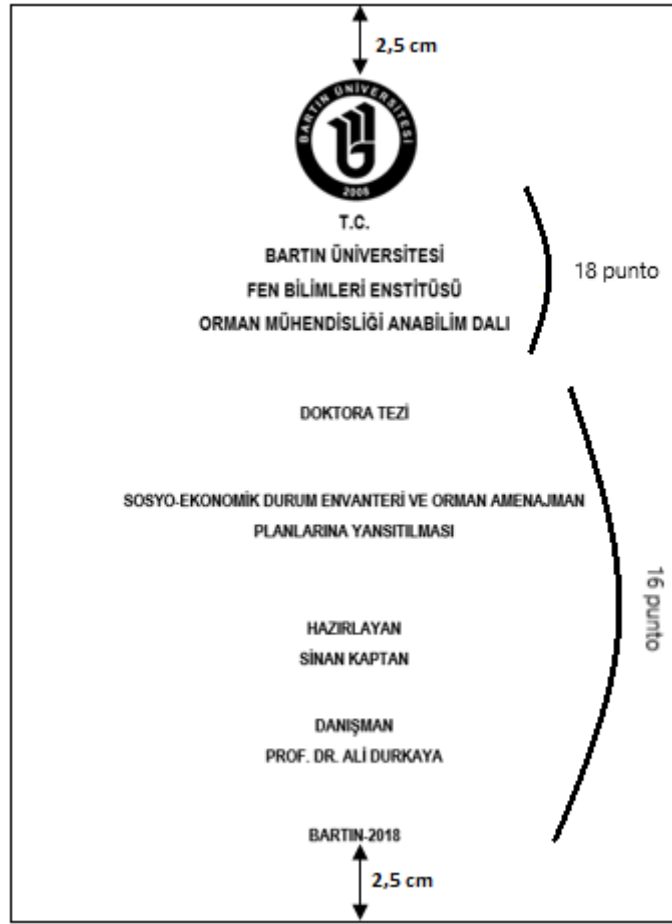 2,5 cm
BARTIN ÜNİVERSİTESİ
2008
T.C.
BARTIN ÜNİVERSİTESİ
FEN BİLİMLERİ ENSTİTÜSÜ
ORMAN MÜHENDİSLİĞİ ANABİLİM DALI
18 punto
DOKTORA TEZİ
SOSYO-EKONOMİK DURUM ENVANTERİ VE ORMAN AMENAJMAN
PLANLARINA YANSITILMASI
HAZIRLAYAN
SİNAN KAPTAN
16 punto
DANIŞMAN
PROF. DR. ALİ DURKAYA
BARTIN-2018
2,5 cm